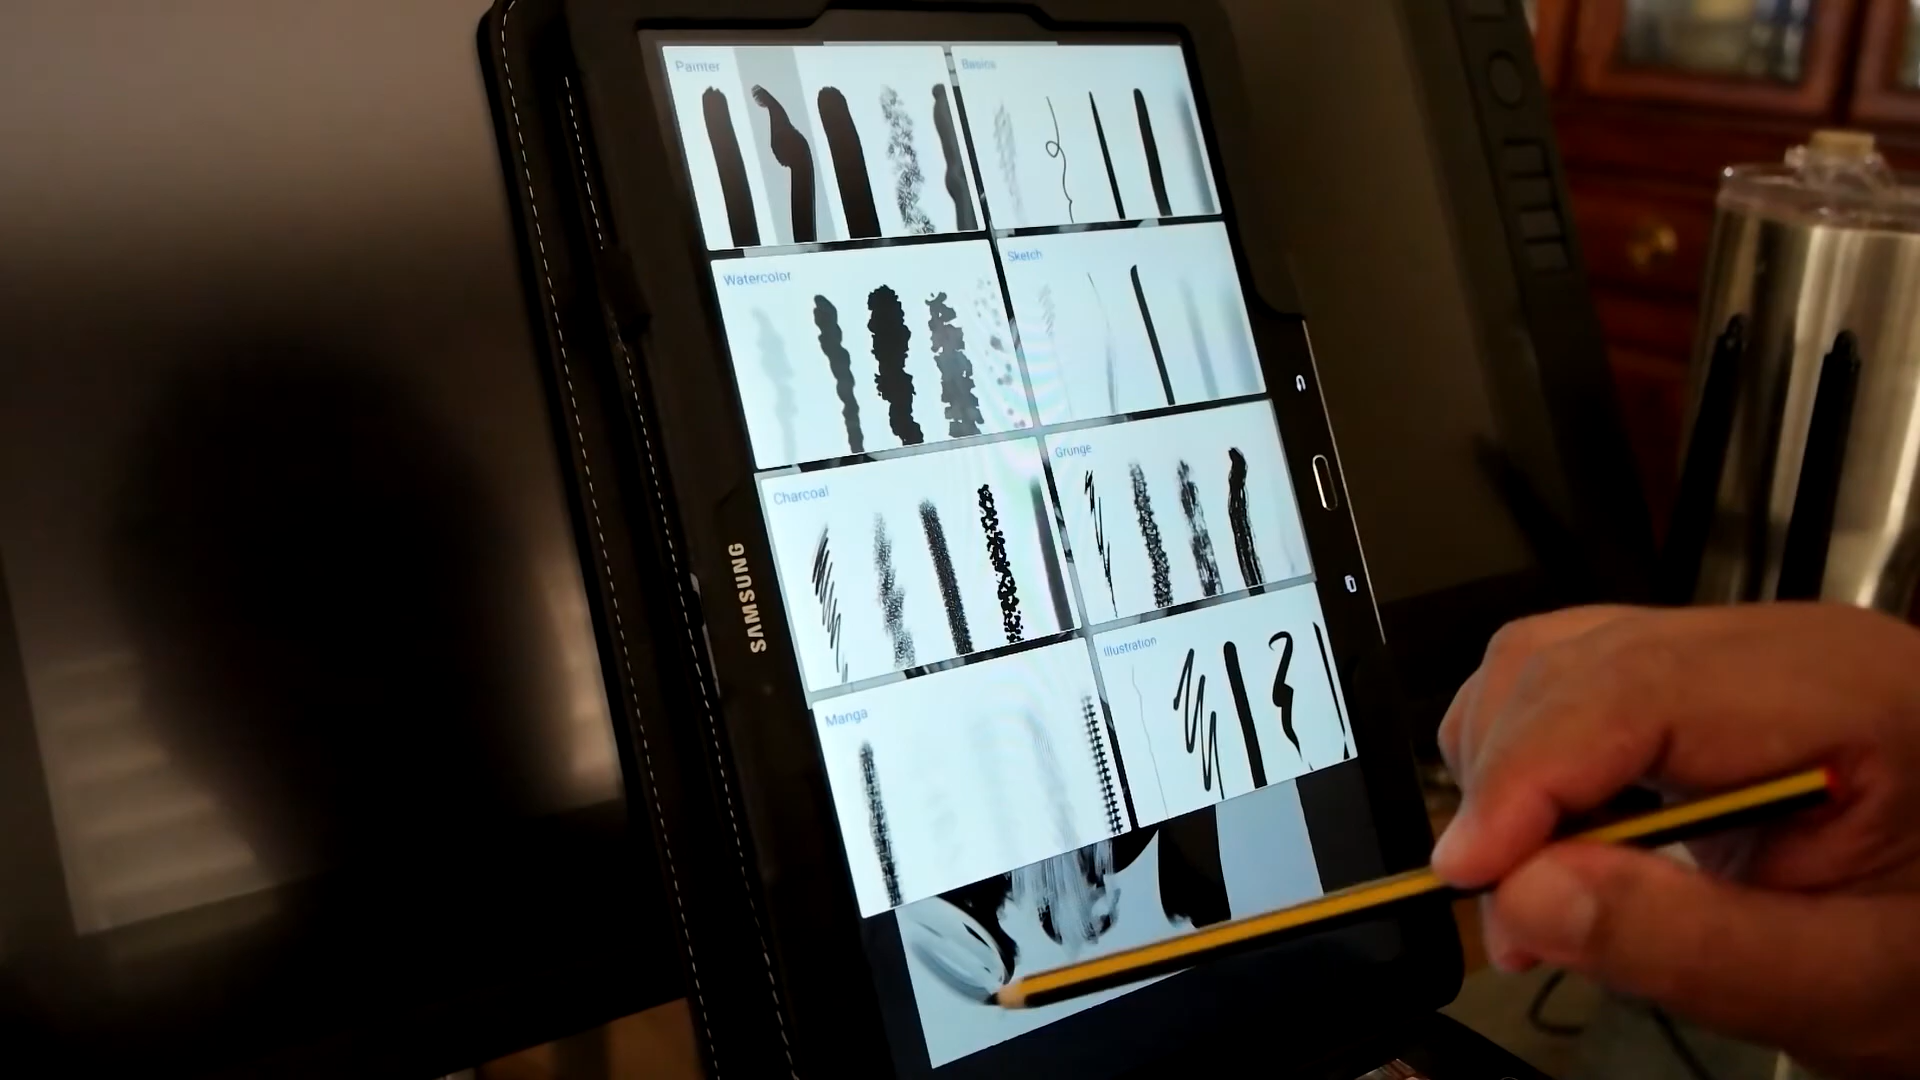 Painter
Basics
Watercolor
Sketch
Charcoal
Grunge
Manga
Illustration
SAMSUNG